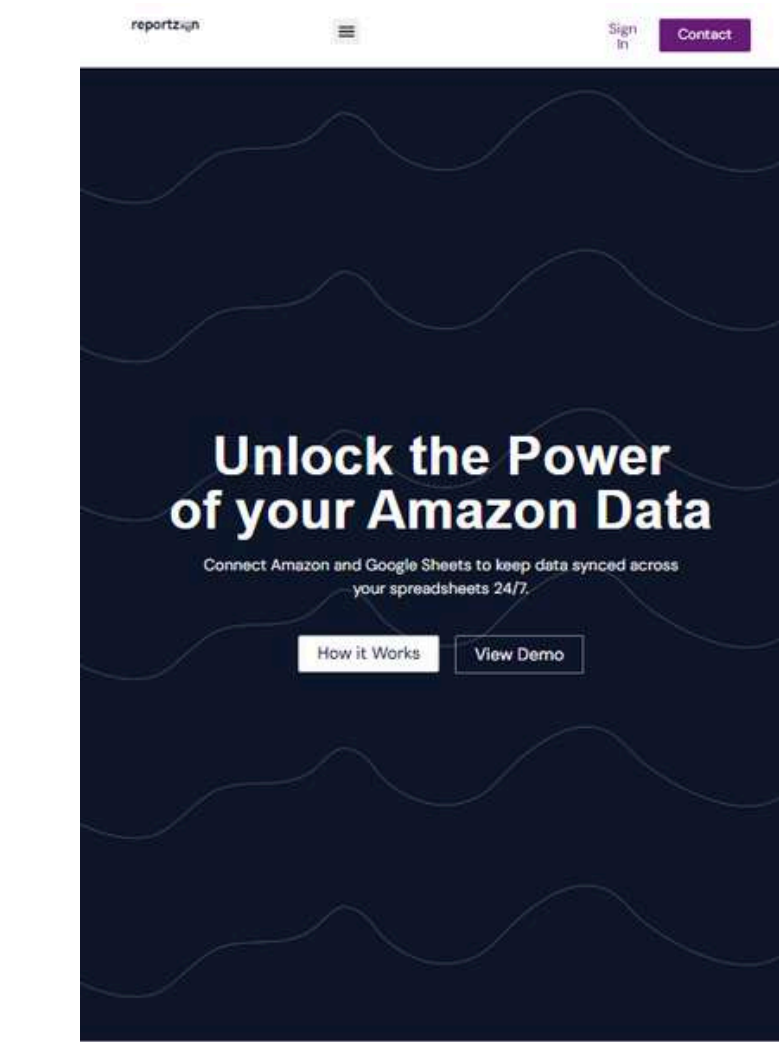 Sign
In
Contact
Unlock the Power
of your Amazon Data
Connect Amazon and Google Sheets to keep data synced across
your spreadsheets 24/7.
How it Works
View Demo